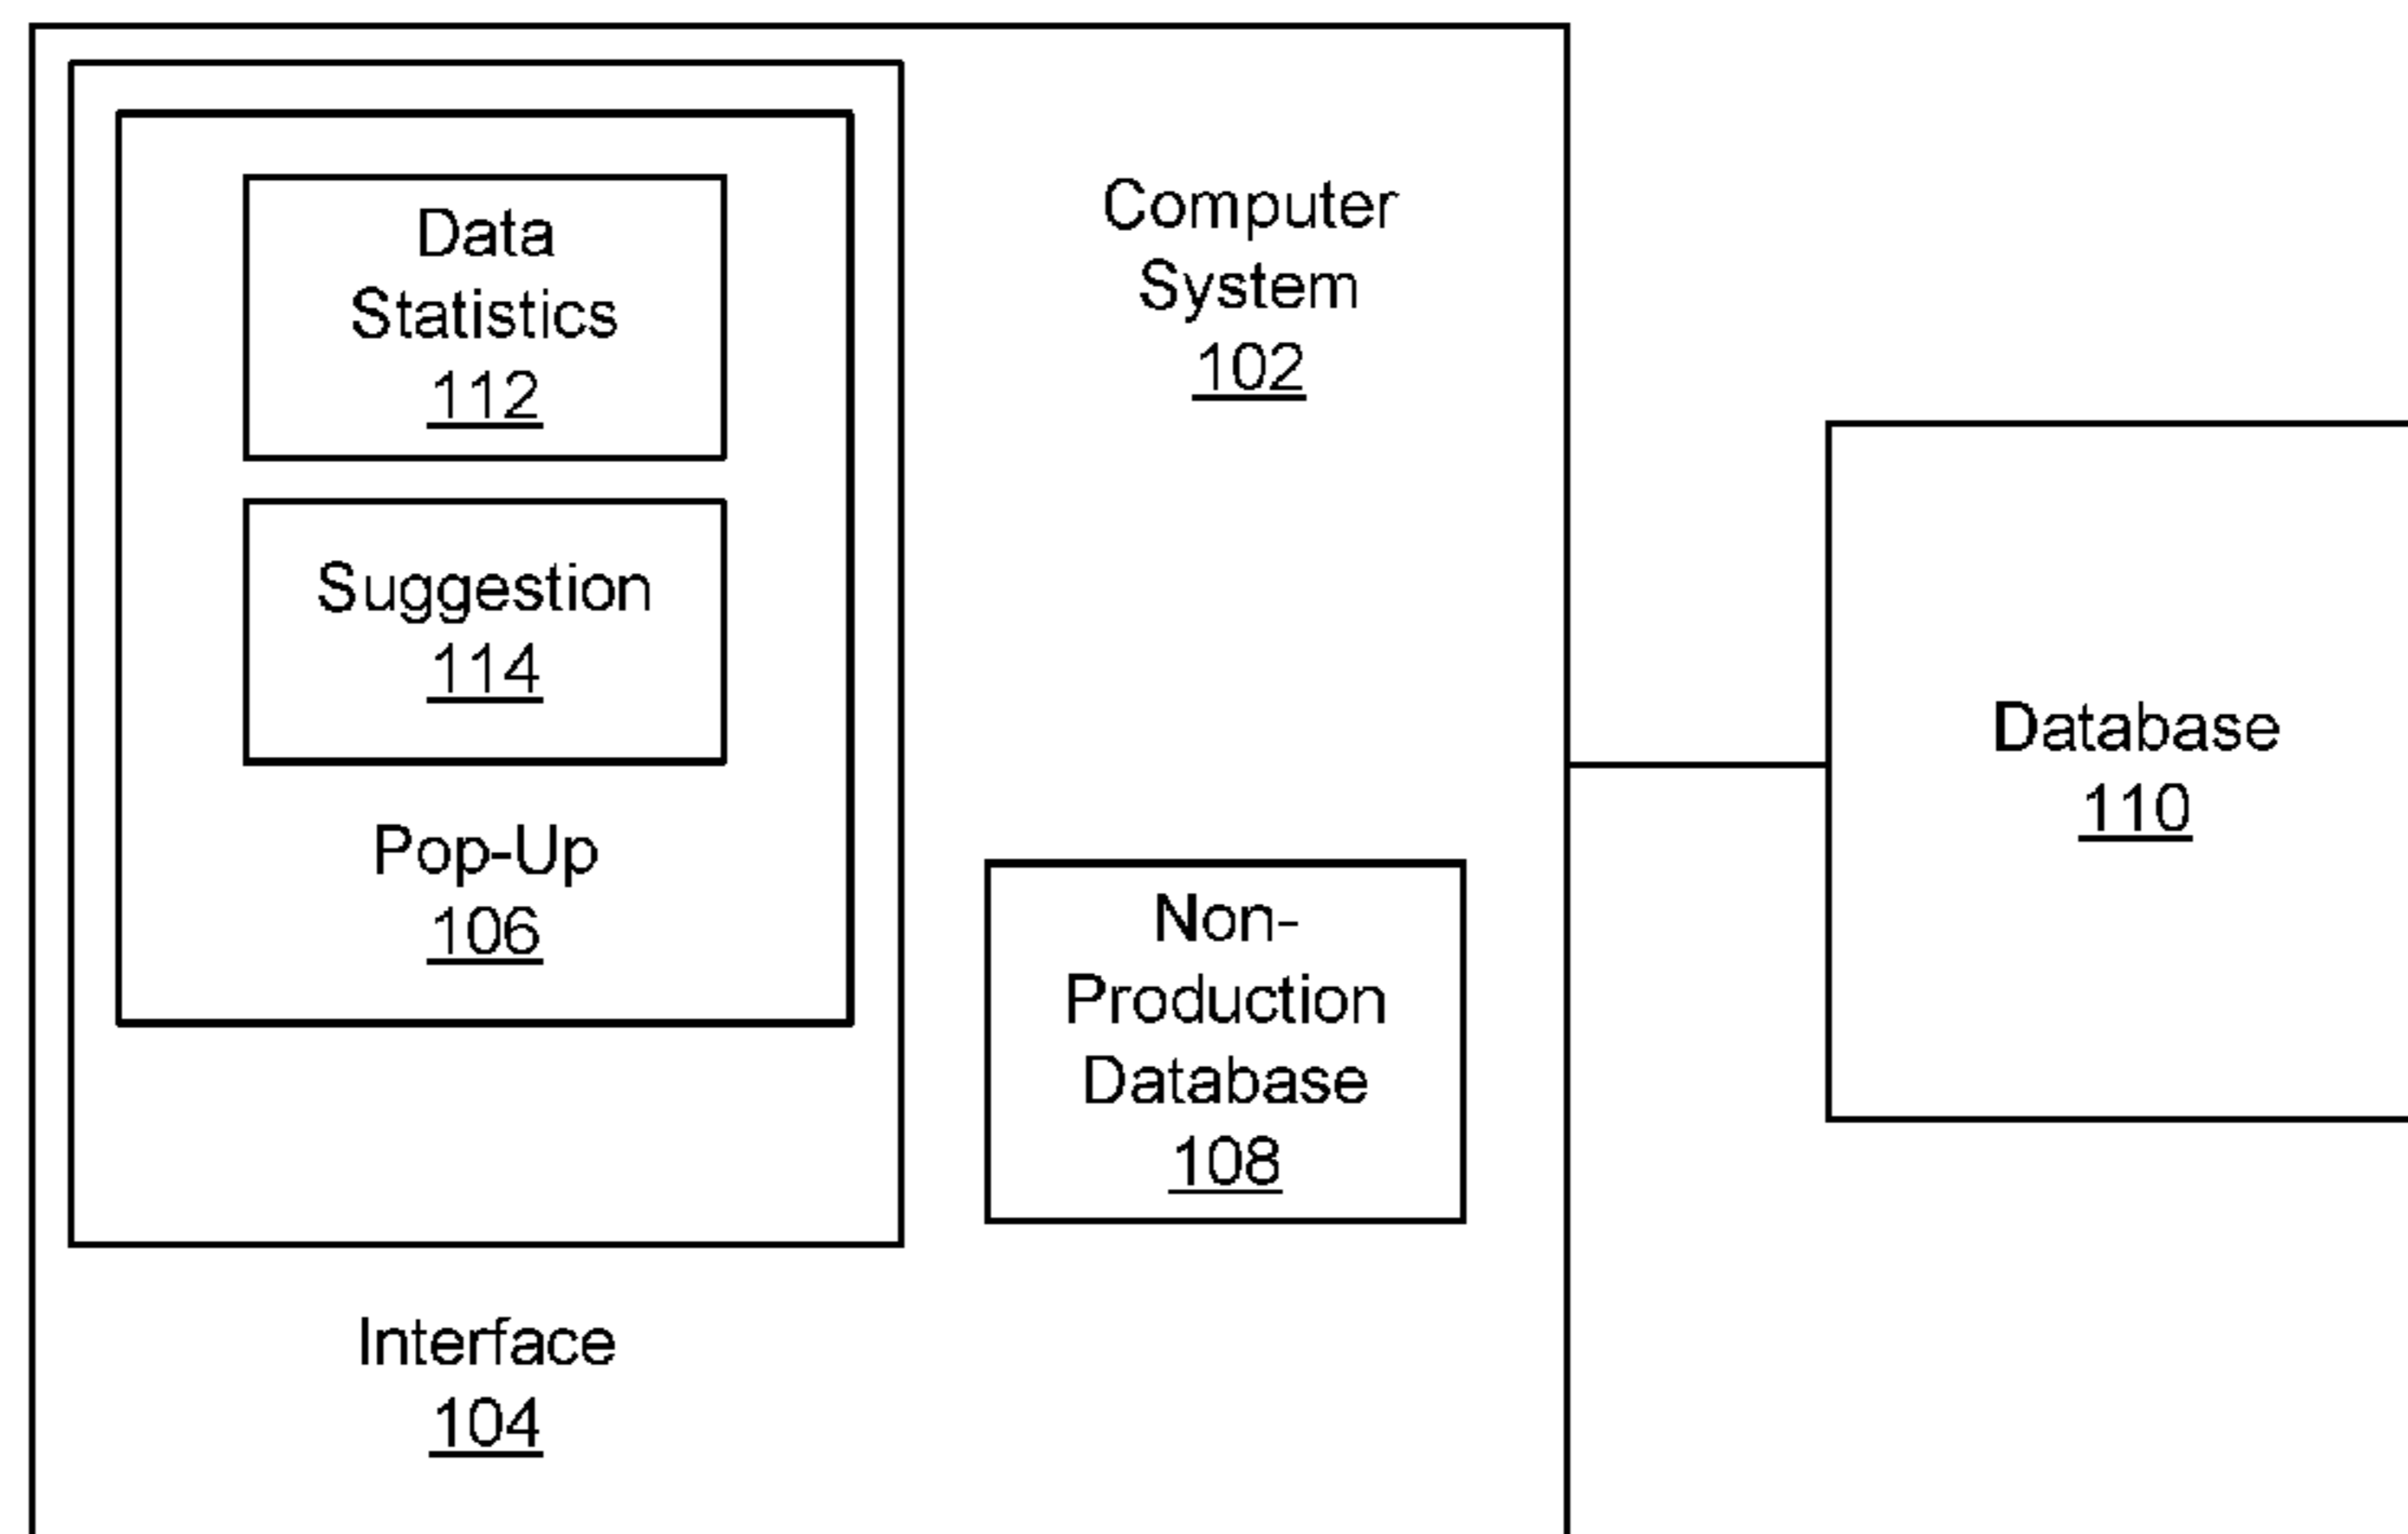 Data
Statistics
112
Suggestion
114
Pop-Up
106
Interface
104
Computer
System
102
Non-
Production
Database
108
Database
110